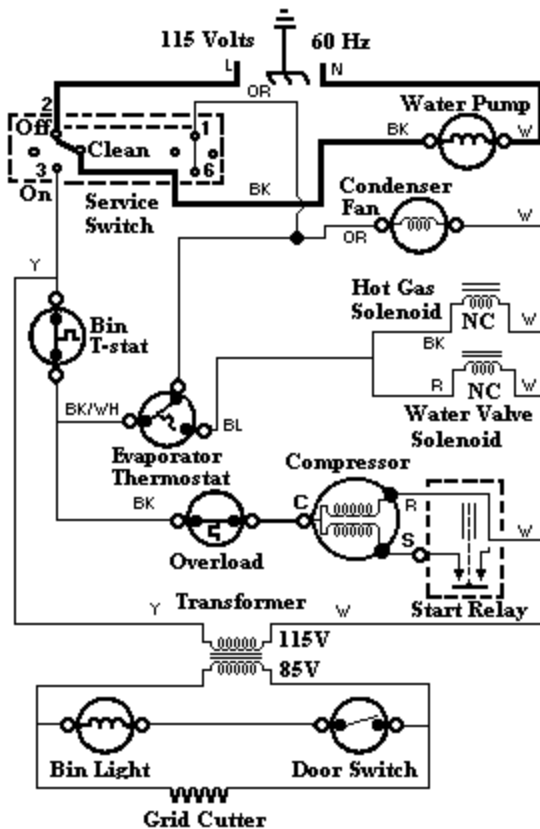 115 Volts 60 Hz
L N
OR
2
Off
1
Water Pump
BK W
Clean
3
6
On
BK
Service
Switch
Condenser
Fan
OR W
Y
Hot Gas
Solenoid
NC
W
BK
Bin
T-stat
R NC W
Water Valve
Solenoid
BK/WH
BL
Evaporator
Thermostat
Compressor
BK
C
R
S
W
Overload
Start Relay
Y Transformer W
115V
85V
Bin Light
Door Switch
Grid Cutter